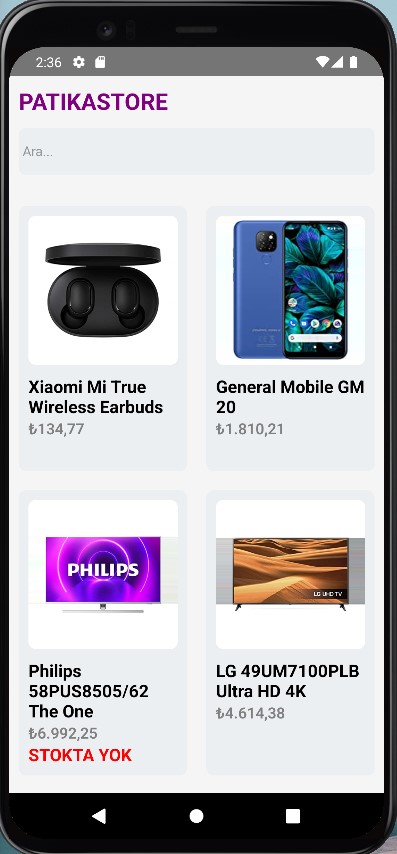 2:36
PATIKASTORE
Ara...
Xiaomi Mi True
Wireless Earbuds
₺134,77
General Mobile GM
20
₺1.810,21
PHILIPS
Philips
58PUS8505/62
The One
₺6.992,25
STOKTA YOK
LG UHD TV
LG 49UM7100PLB
Ultra HD 4K
₺4.614,38